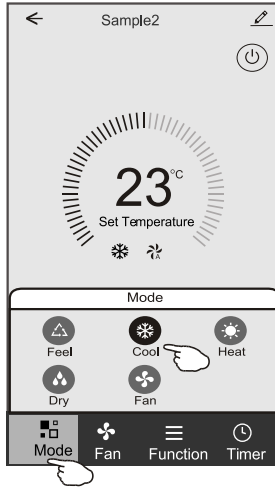 Sample2
23°C
Set Temperature
A
Mode
Feel Cool Heat
Dry Fan
Mode Fan Function Timer